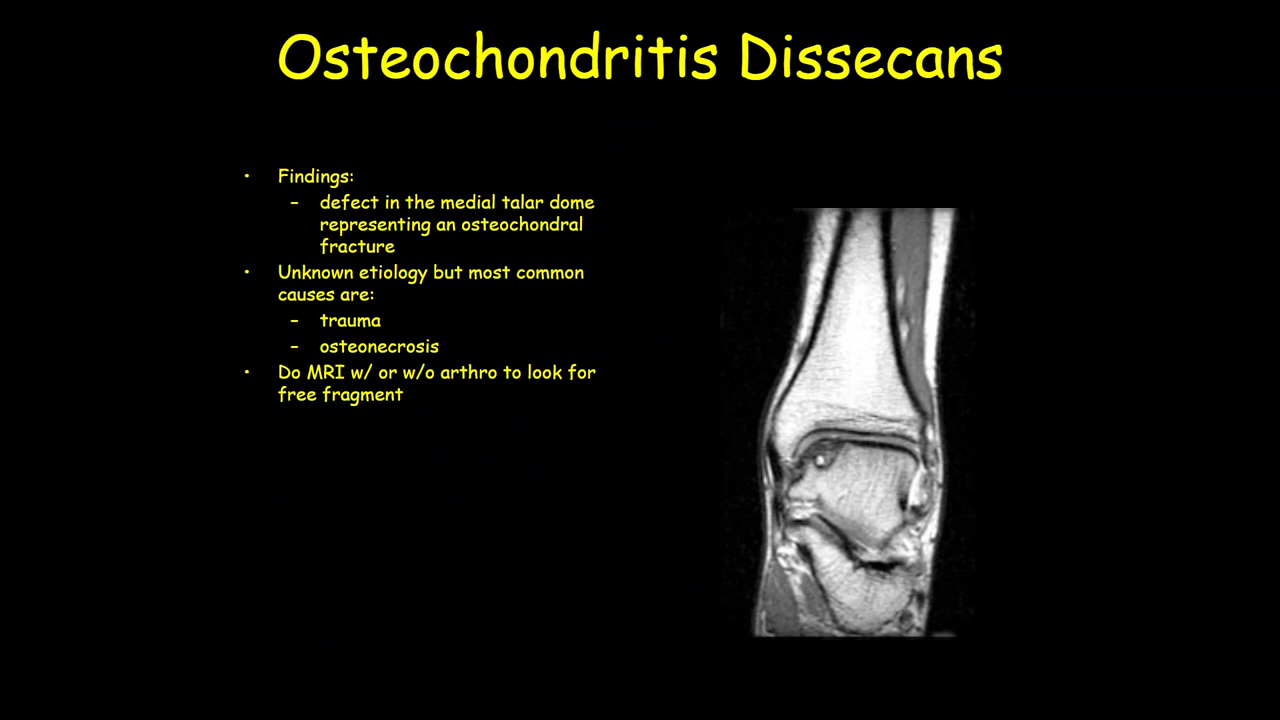 Osteochondritis Dissecans
• Findings:
– defect in the medial talar dome
representing an osteochondral
fracture
• Unknown etiology but most common
causes are:
– trauma
– osteonecrosis
• Do MRI w/ or w/o arthro to look for
free fragment